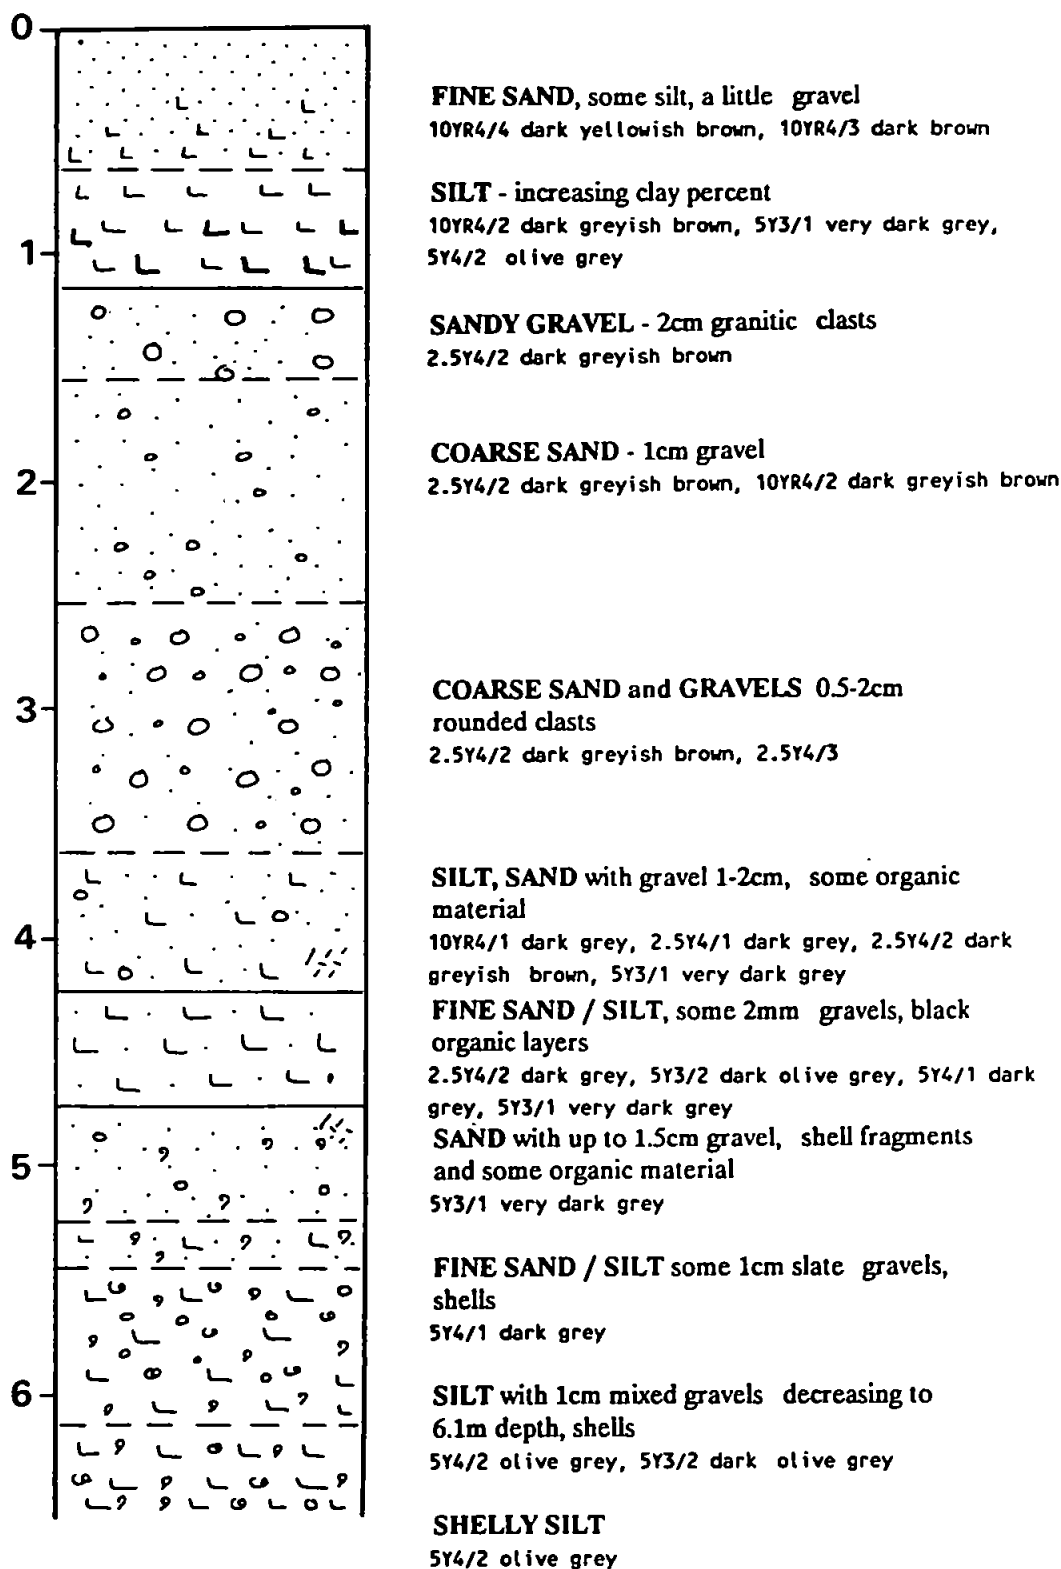 0
FINE SAND, some silt, a little gravel
10YR4/4 dark yellowish brown, 10YR4/3 dark brown
SILT - increasing clay percent
10YR4/2 dark greyish brown, 5Y3/1 very dark grey,
1
5Y4/2 olive grey
SANDY GRAVEL - 2cm granitic clasts
2.5Y4/2 dark greyish brown
COARSE SAND - 1cm gravel
2
2.5Y4/2 dark greyish brown, 10YR4/2 dark greyish brown
COARSE SAND and GRAVELS 0.5-2cm
3
rounded clasts
2.5Y4/2 dark greyish brown, 2.5Y4/3
SILT, SAND with gravel 1-2cm, some organic
material
4
10YR4/1 dark grey, 2.5Y4/1 dark grey, 2.5Y4/2 dark
greyish brown, 5Y3/1 very dark grey
FINE SAND / SILT, some 2mm gravels, black
organic layers
2.5Y4/2 dark grey, 5Y3/2 dark olive grey, 5Y4/1 dark
grey, 5Y3/1 very dark grey
SAND with up to 1.5cm gravel, shell fragments
5
and some organic material
5Y3/1 very dark grey
FINE SAND / SILT some 1cm slate gravels,
shells
5Y4/1 dark grey
6
SILT with 1cm mixed gravels decreasing to
6.1m depth, shells
5Y4/2 olive grey, 5Y3/2 dark olive grey
SHELLY SILT
5Y4/2 olive grey